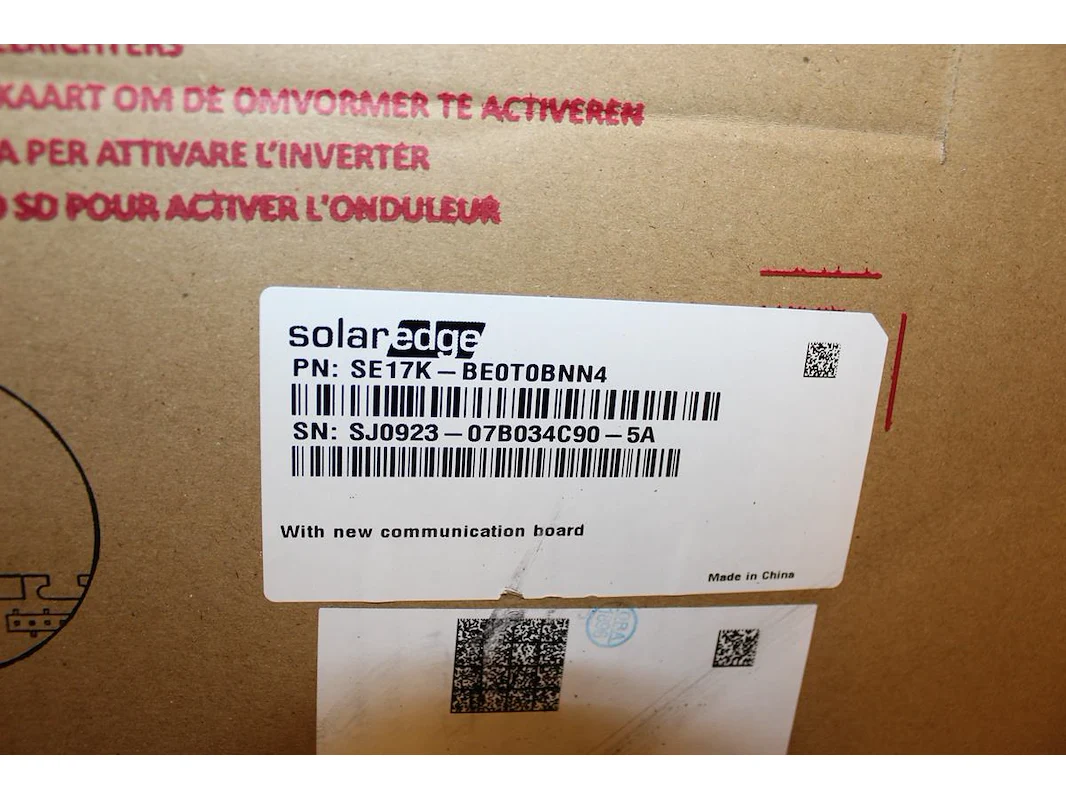 KAART OM DE OMVORMER TE ACTIVEREN
A PER ATTIVARE L'INVERTER
SD POUR ACTIVER L'ONDULEUR
solaredge
PN: SE17K-BE0T0BNN4
SN: SJ0923-07B034C90-5A
With new communication board
Made in China